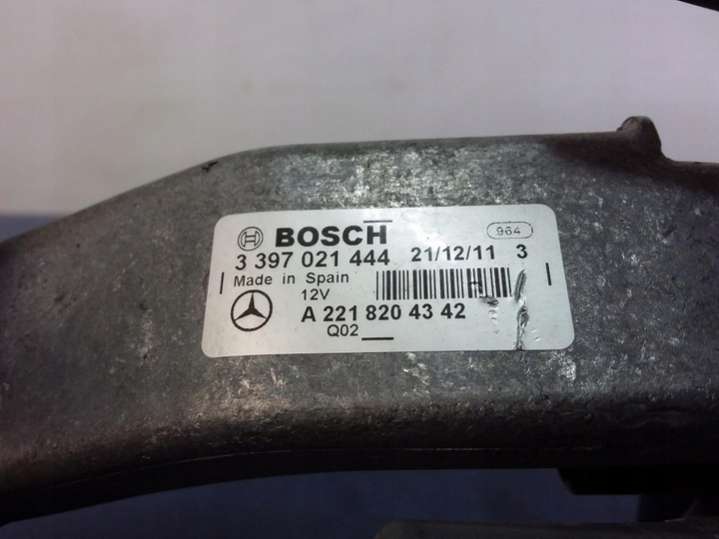 BOSCH 964
3 397 021 444 21/12/11 3
Made in Spain
12V H
A 221 820 43 42
Q02